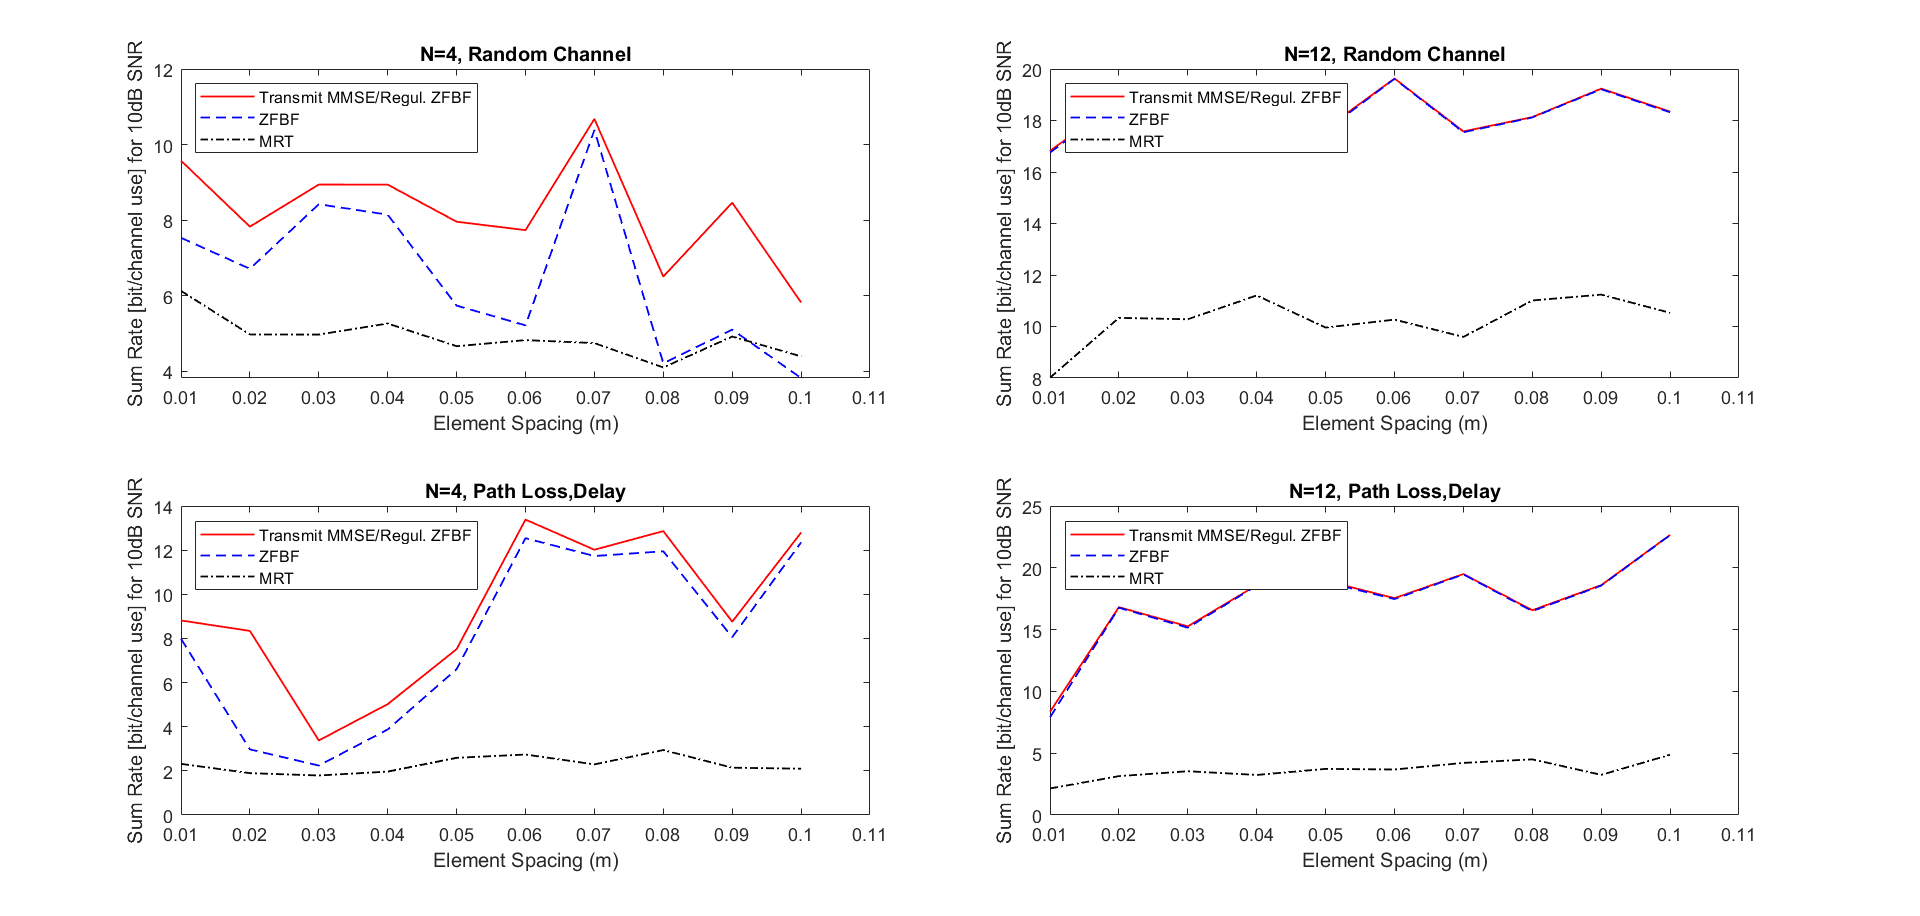 N=4, Random Channel
Sum Rate [bit/channel use] for 10dB SNR
12
10
8
6
4
Transmit MMSE/Regul. ZFBF
ZFBF
MRT
0.01 0.02 0.03 0.04 0.05 0.06 0.07 0.08 0.09 0.1 0.11
Element Spacing (m)
N=12, Random Channel
Sum Rate [bit/channel use] for 10dB SNR
20
18
16
14
12
10
8
Transmit MMSE/Regul. ZFBF
ZFBF
MRT
0.01 0.02 0.03 0.04 0.05 0.06 0.07 0.08 0.09 0.1 0.11
Element Spacing (m)
N=4, Path Loss,Delay
Sum Rate [bit/channel use] for 10dB SNR
14
12
10
8
6
4
2
0
Transmit MMSE/Regul. ZFBF
ZFBF
MRT
0.01 0.02 0.03 0.04 0.05 0.06 0.07 0.08 0.09 0.1 0.11
Element Spacing (m)
N=12, Path Loss,Delay
Sum Rate [bit/channel use] for 10dB SNR
25
20
15
10
5
0
Transmit MMSE/Regul. ZFBF
ZFBF
MRT
0.01 0.02 0.03 0.04 0.05 0.06 0.07 0.08 0.09 0.1 0.11
Element Spacing (m)